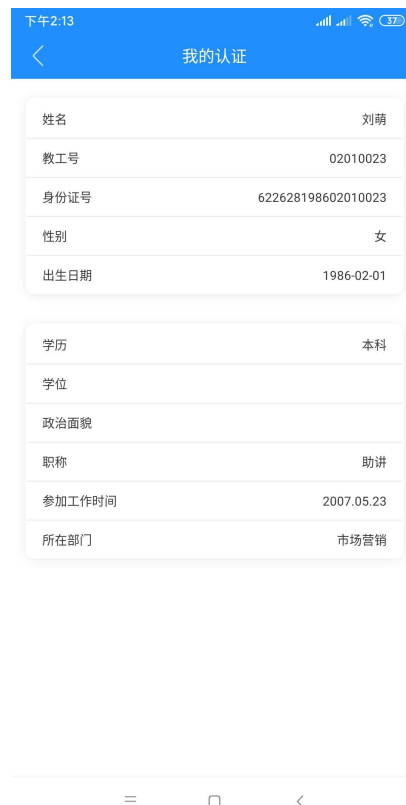 下午2:13
37
我的认证
姓名 刘萌
教工号 02010023
身份证号 622628198602010023
性别 女
出生日期 1986-02-01
学历 本科
学位
政治面貌
职称 助讲
参加工作时间 2007.05.23
所在部门 市场营销